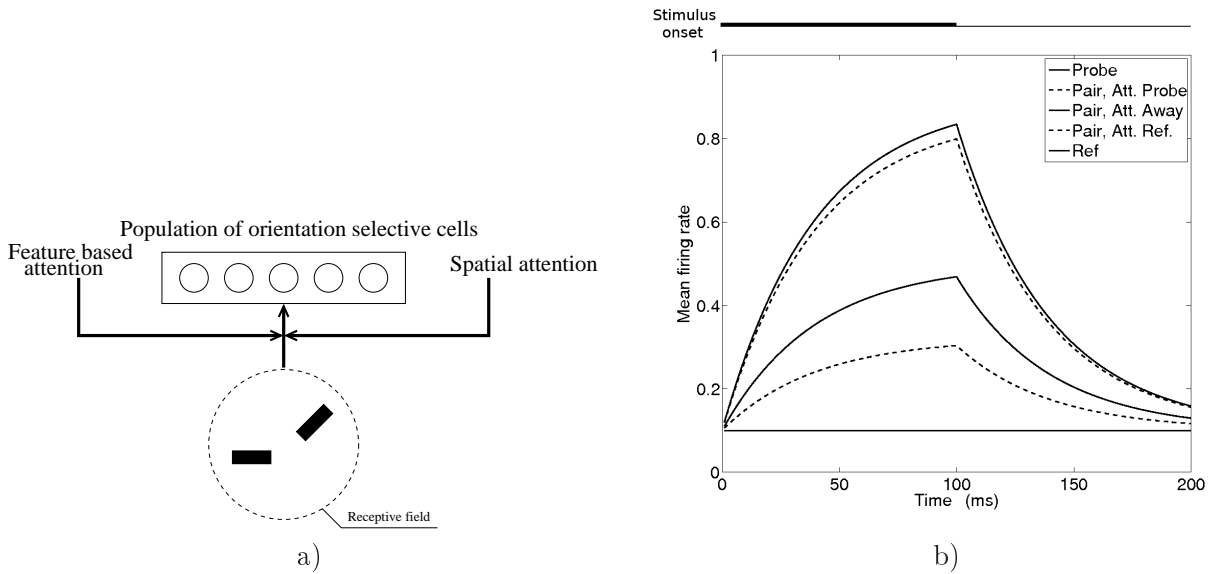 Population of orientation selective cells
Feature based
attention
Spatial attention
Receptive field
a)
Stimulus
onset
1
0.8
0.6
0.4
0.2
0
Mean firing rate
Probe
Pair, Att. Probe
Pair, Att. Away
Pair, Att. Ref.
Ref
0 50 100 150 200
Time (ms)
b)